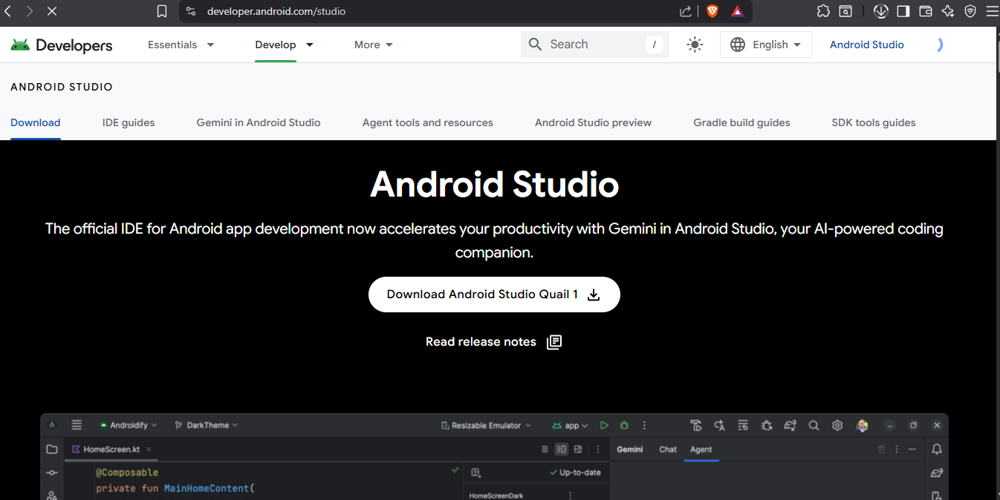 developer.android.com/studio
Developers Essentials Develop More Search / English Android Studio
ANDROID STUDIO
Download IDE guides Gemini in Android Studio Agent tools and resources Android Studio preview Gradle build guides SDK tools guides
Android Studio
The official IDE for Android app development now accelerates your productivity with Gemini in Android Studio, your AI-powered coding
companion.
Download Android Studio Quail 1
Read release notes
Androidify DarkTheme Resizable Emulator app
HomeScreen.kt Gemini Chat Agent
@Composable Up-to-date
private fun MainHomeContent(
HomeScreenDark